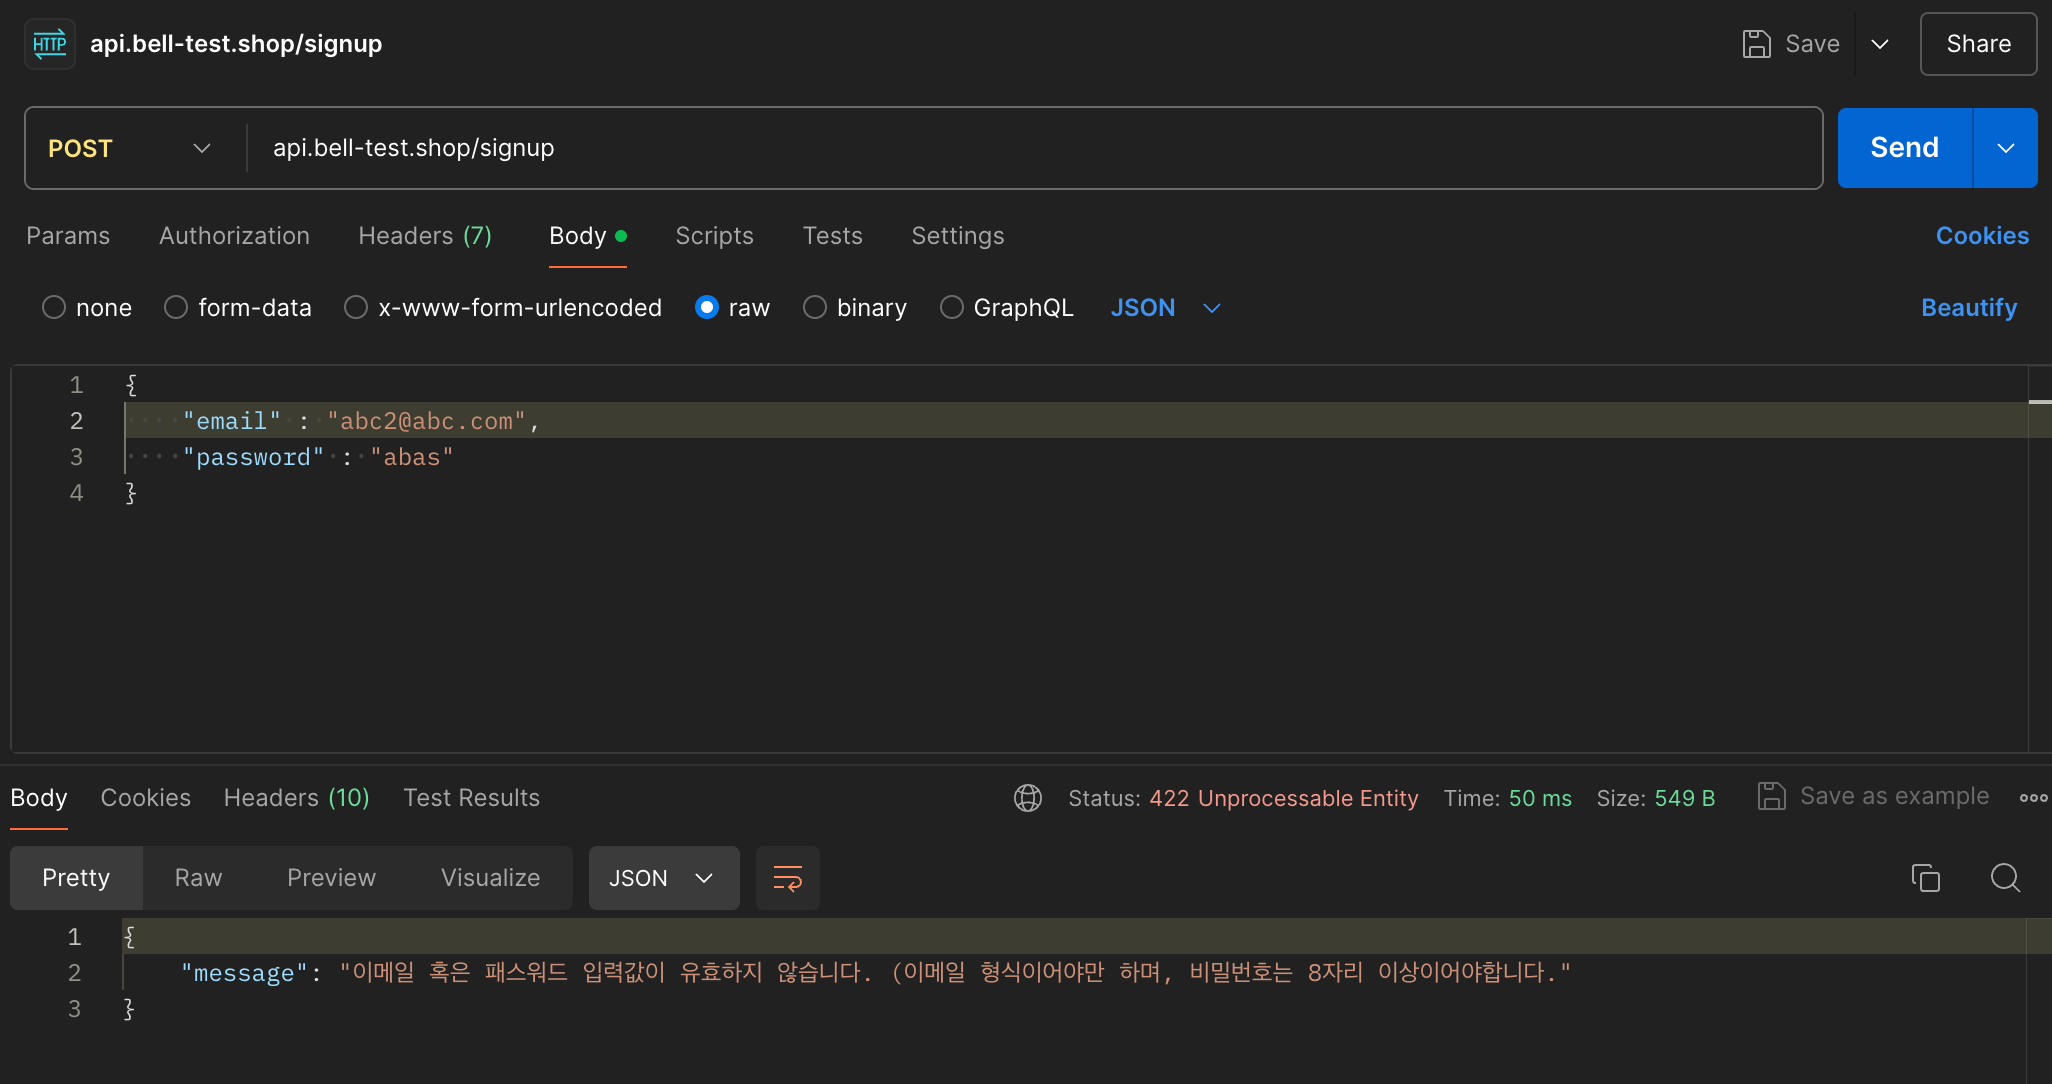 HTTP api.bell-test.shop/signup Save Share
POST api.bell-test.shop/signup Send
Params Authorization Headers (7) Body Scripts Tests Settings Cookies
none form-data x-www-form-urlencoded raw binary GraphQL JSON Beautify
1 {
2 "email" : "abc2@abc.com",
3 "password" : "abas"
4 }
Body Cookies Headers (10) Test Results Status: 422 Unprocessable Entity Time: 50 ms Size: 549 B Save as example
Pretty Raw Preview Visualize JSON
1 {
2 "message": "이메일 혹은 패스워드 입력값이 유효하지 않습니다. (이메일 형식이어야만 하며, 비밀번호는 8자리 이상이어야합니다."
3 }